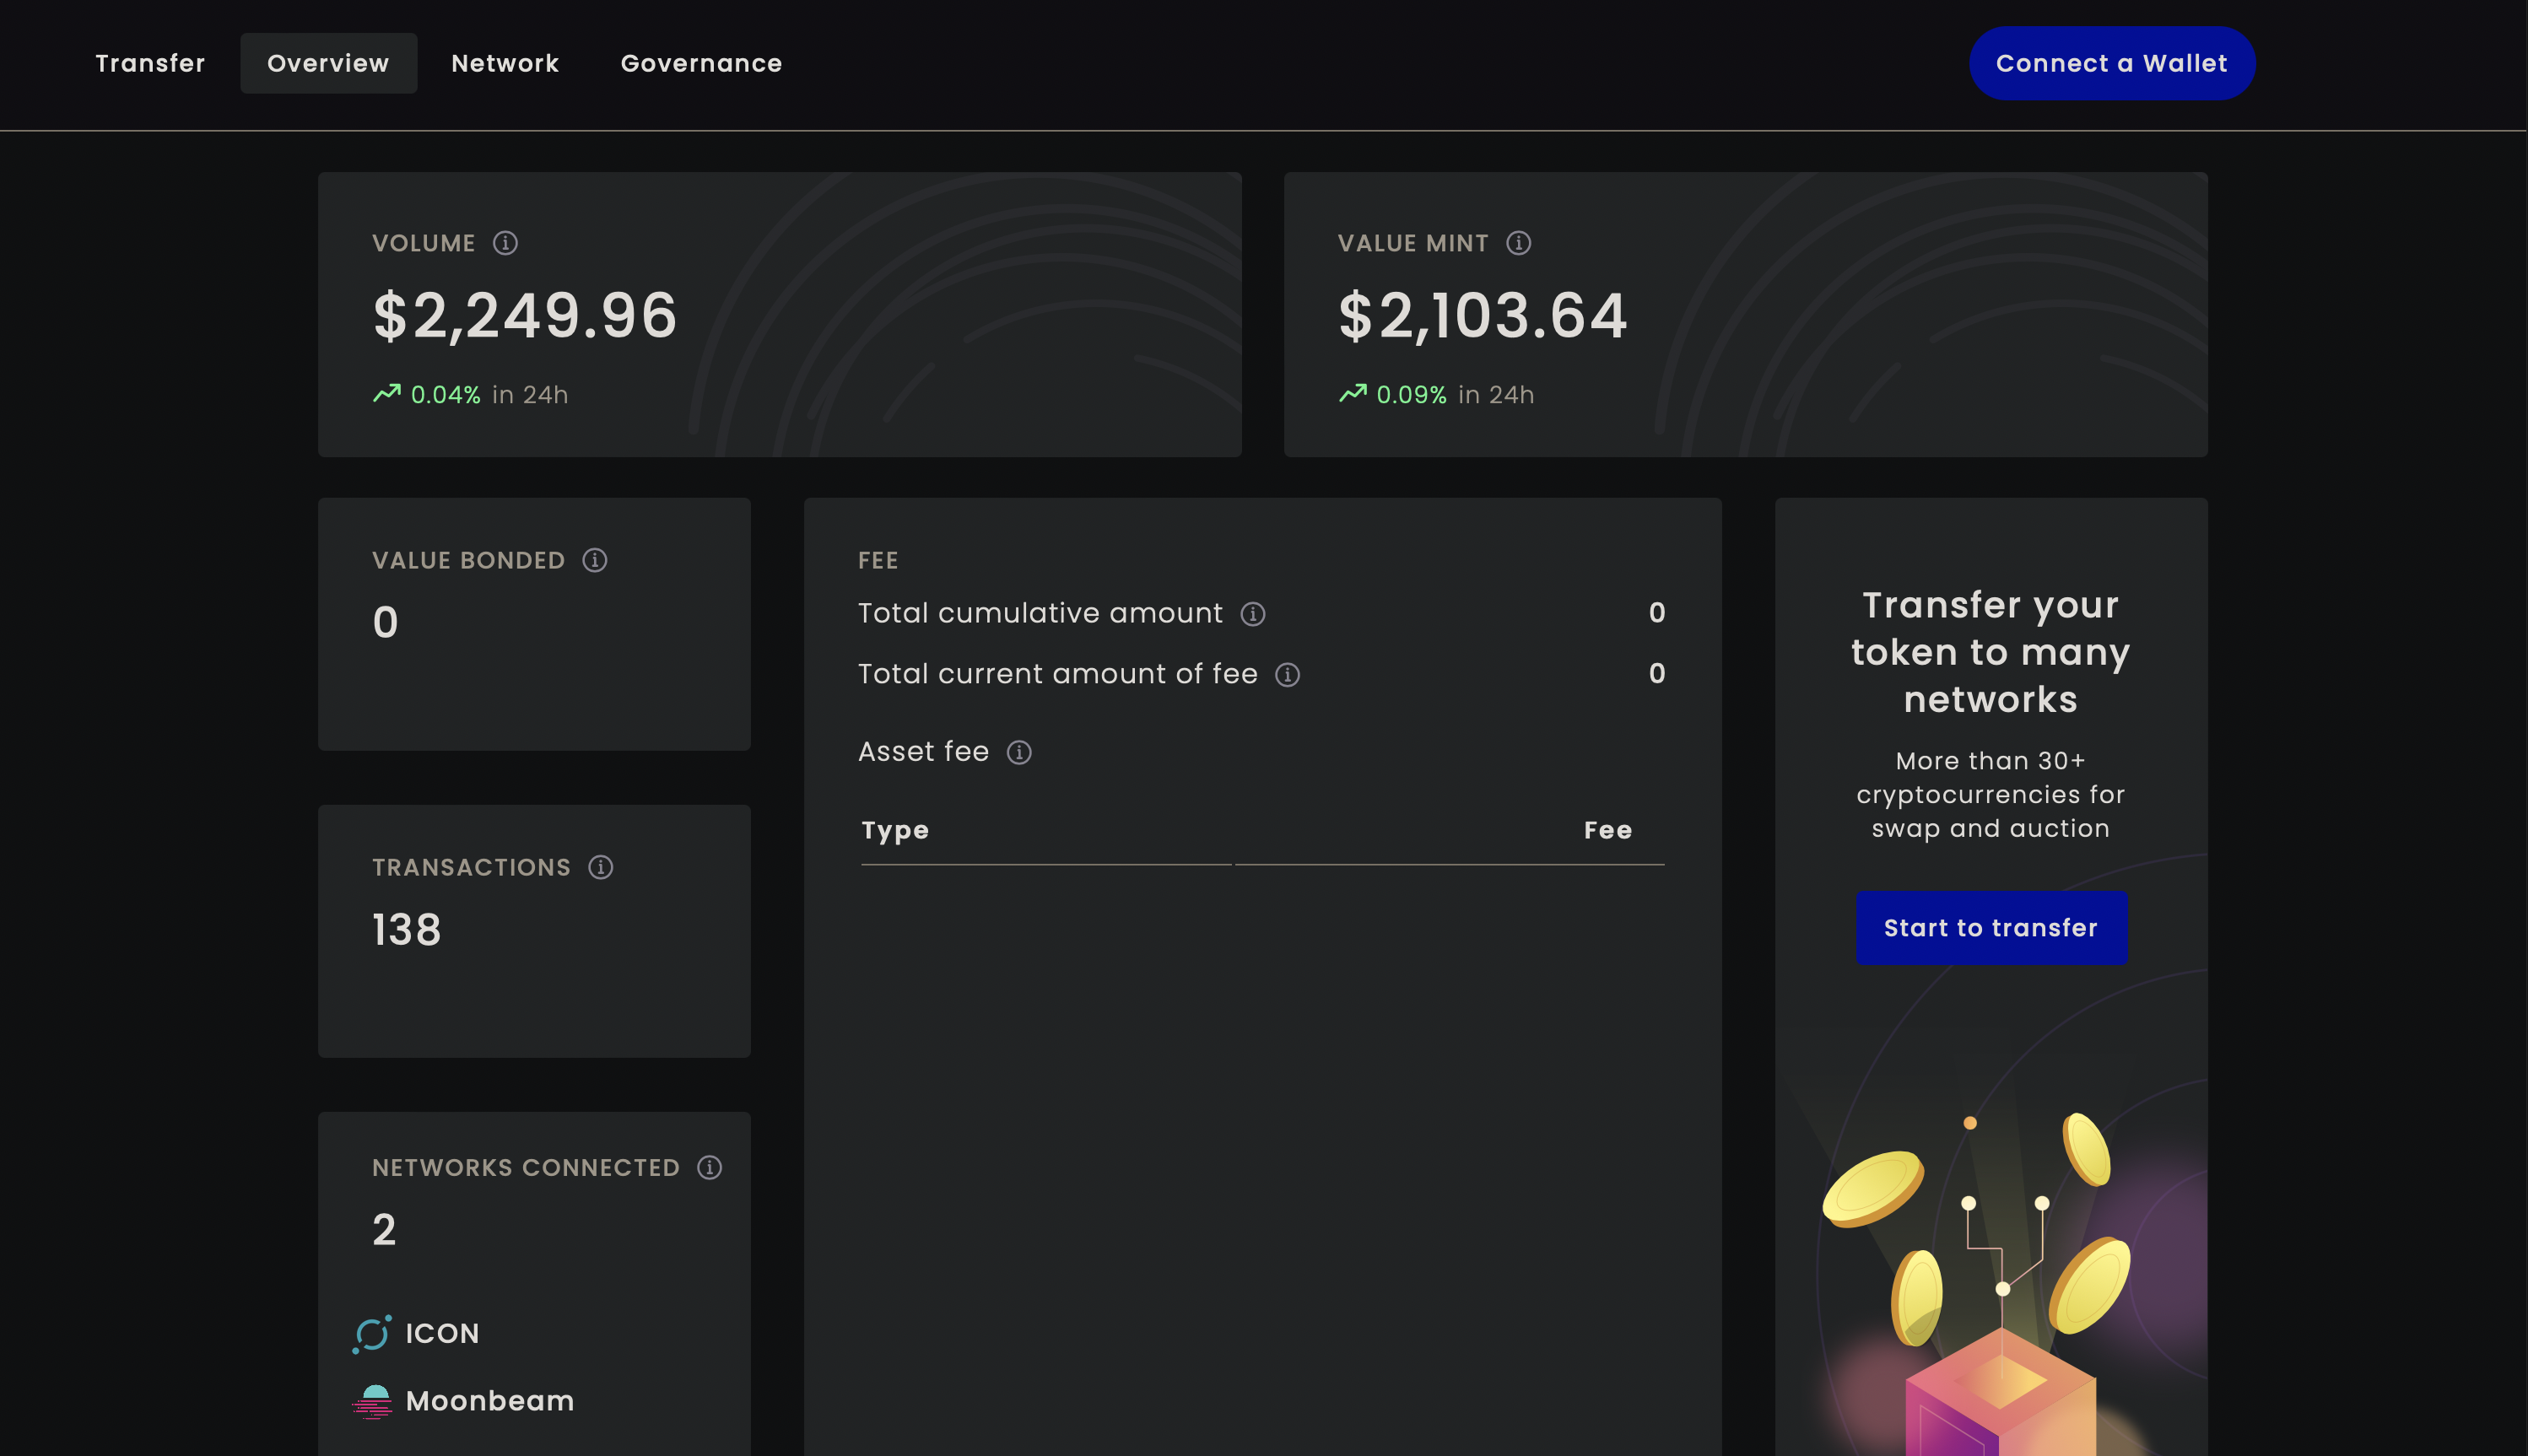 Transfer Overview Network Governance Connect a Wallet
VOLUME
$2,249.96
0.04% in 24h
VALUE MINT
$2,103.64
0.09% in 24h
VALUE BONDED
0
TRANSACTIONS
138
NETWORKS CONNECTED
2
ICON
Moonbeam
FEE
Total cumulative amount 0
Total current amount of fee 0
Asset fee
Type Fee
Transfer your
token to many
networks
More than 30+
cryptocurrencies for
swap and auction
Start to transfer